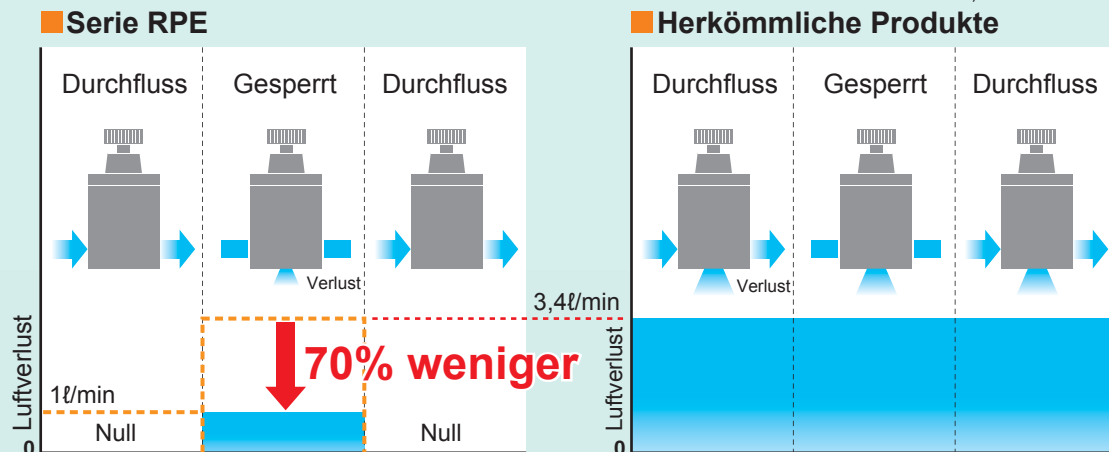 Serie RPE
Durchfluss
Gesperrt
Durchfluss
Verlust
1ℓ/min
70% weniger
Null
Null
Luftverlust
0
3,4ℓ/min
Herkömmliche Produkte
Durchfluss
Gesperrt
Durchfluss
Verlust
Luftverlust
0